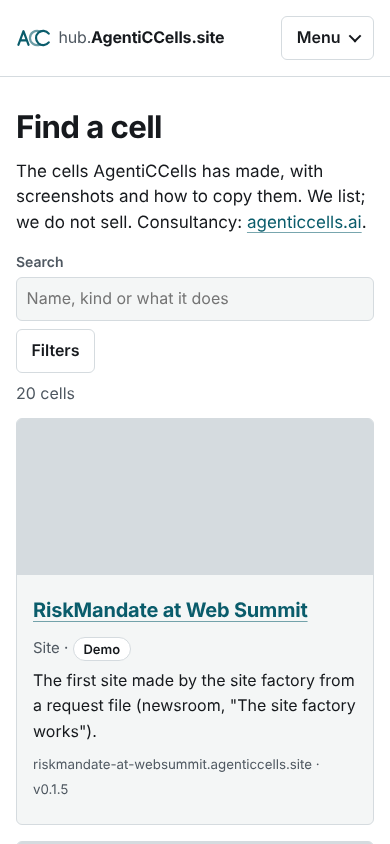 ACC hub.AgentiCCells.site Menu
Find a cell
The cells AgentiCCells has made, with
screenshots and how to copy them. We list;
we do not sell. Consultancy: agenticcells.ai.
Search
Name, kind or what it does
Filters
20 cells
RiskMandate at Web Summit
Site · Demo
The first site made by the site factory from
a request file (newsroom, "The site factory
works").
riskmandate-at-websummit.agenticcells.site ·
v0.1.5